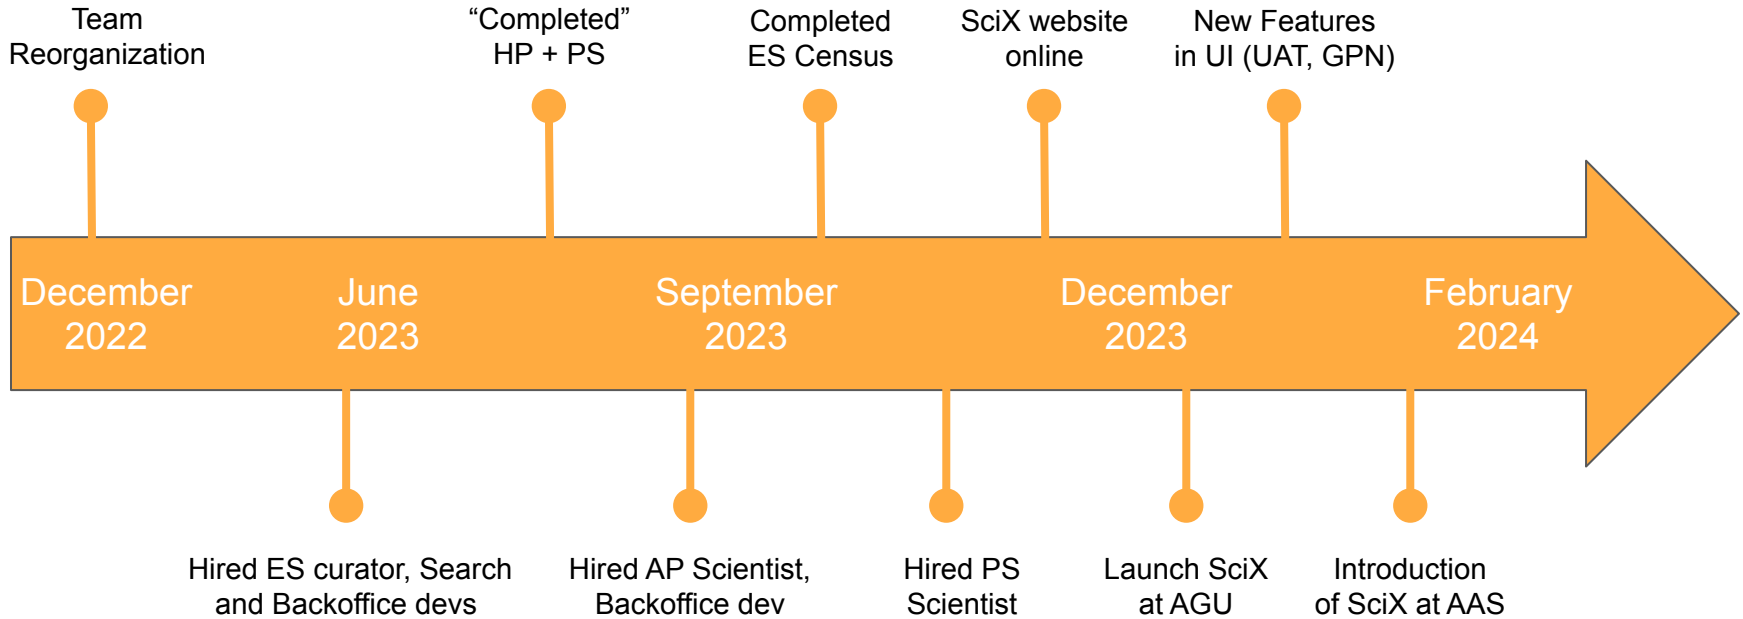 Team
Reorganization
“Completed”
HP + PS
Completed
ES Census
SciX website
online
New Features
in UI (UAT, GPN)
December
2022
June
2023
September
2023
December
2023
February
2024
Hired ES curator, Search
and Backoffice devs
Hired AP Scientist,
Backoffice dev
Hired PS
Scientist
Launch SciX
at AGU
Introduction
of SciX at AAS